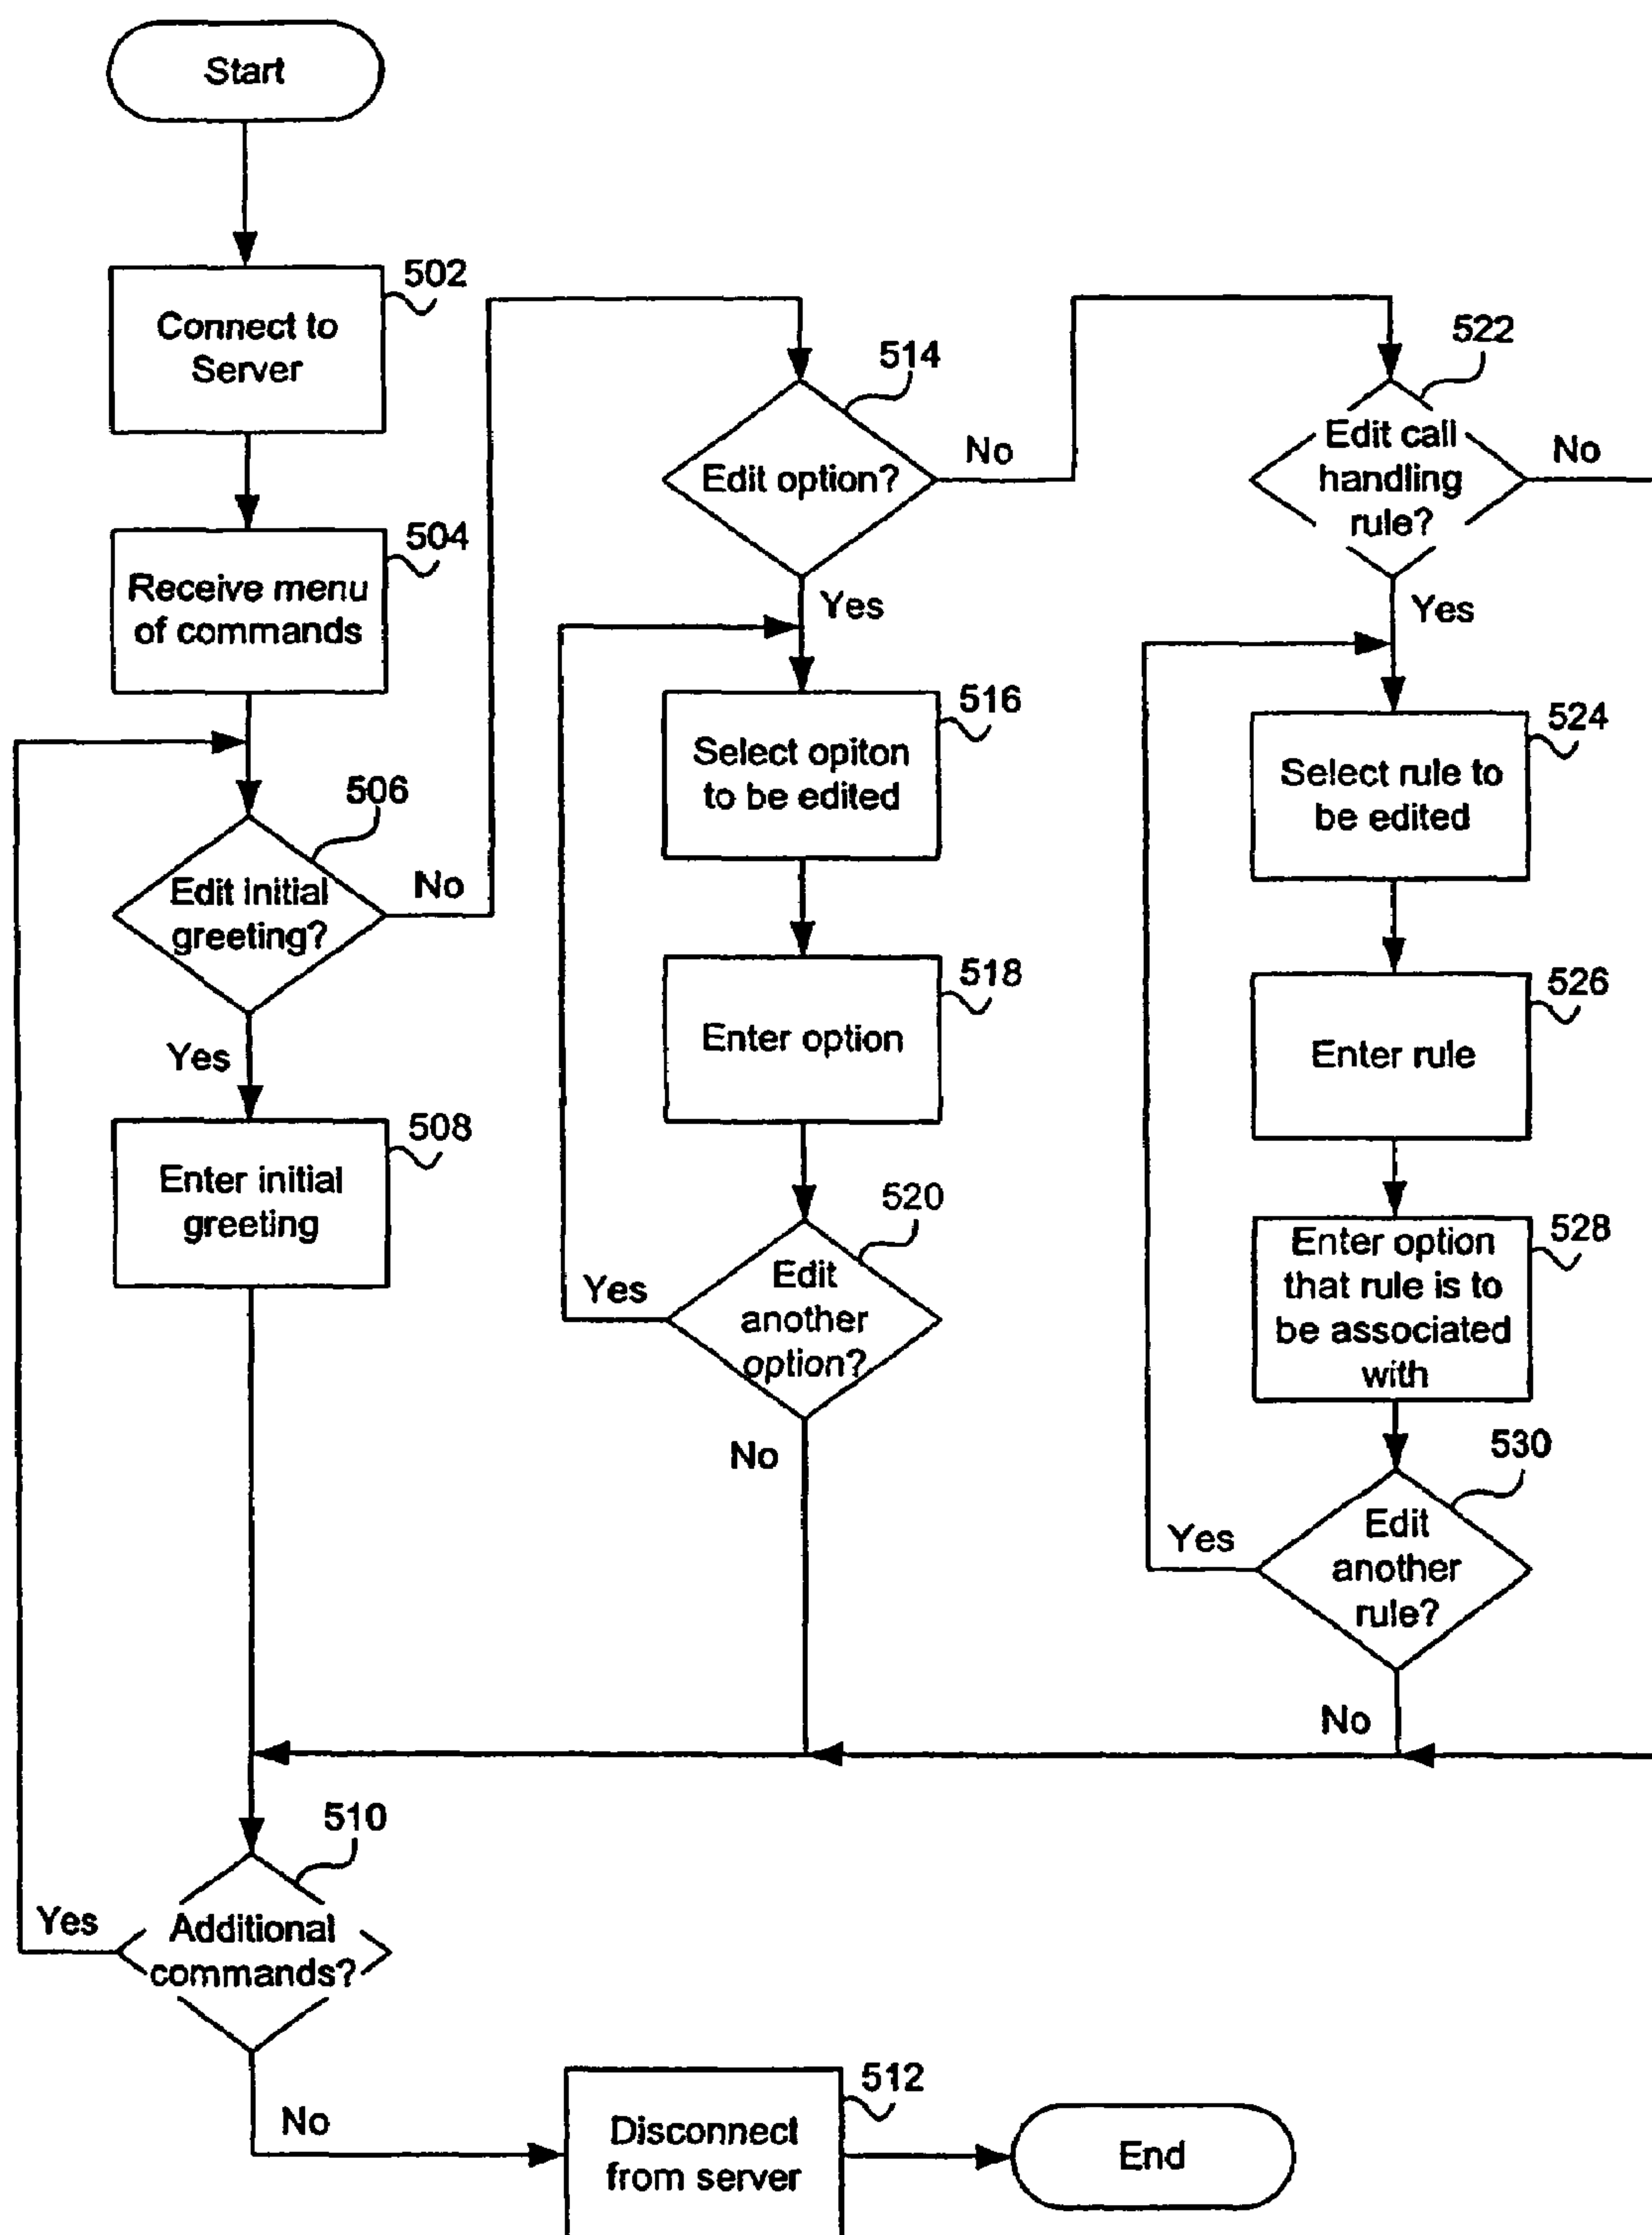 Start
502
Connect to
Server
504
Receive menu
of commands
506
Edit initial
greeting?
No
Yes
508
Enter initial
greeting
510
Additional
commands?
Yes
No
512
Disconnect
from server
End
514
Edit option?
No
Yes
516
Select opiton
to be edited
518
Enter option
520
Edit
another
option?
Yes
No
522
Edit call
handling
rule?
No
Yes
524
Select rule to
be edited
526
Enter rule
528
Enter option
that rule is to
be associated
with
530
Edit
another
rule?
Yes
No